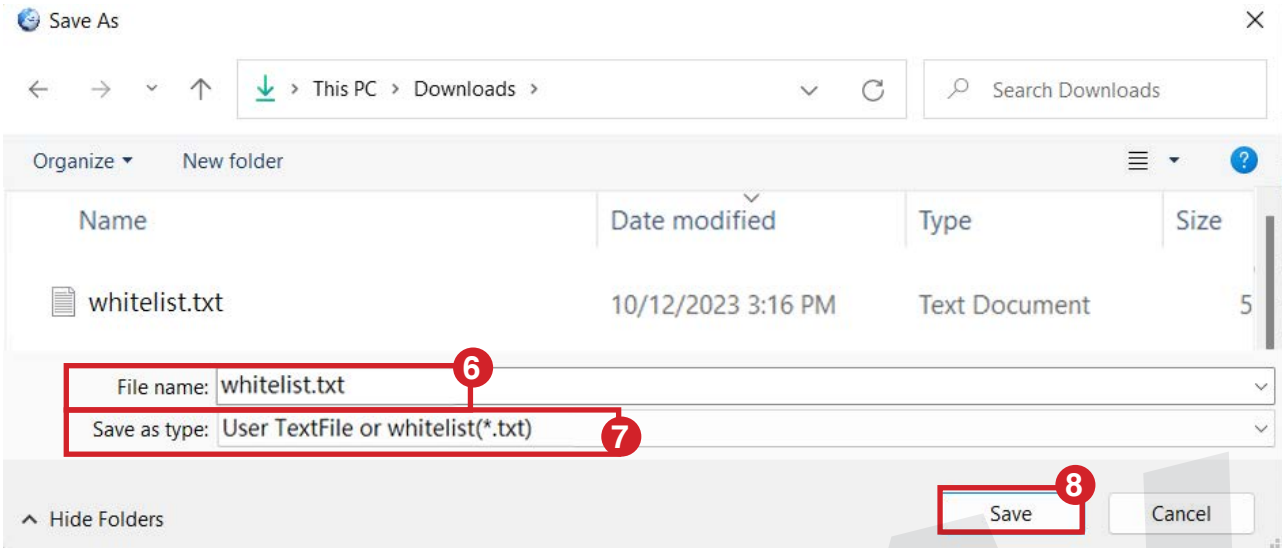 Save As
This PC > Downloads >
Search Downloads
Organize New folder
Name Date modified Type Size
whitelist.txt 10/12/2023 3:16 PM Text Document 5
6
File name: whitelist.txt
Save as type: User TextFile or whitelist(*.txt)
7
8
Hide Folders Save Cancel